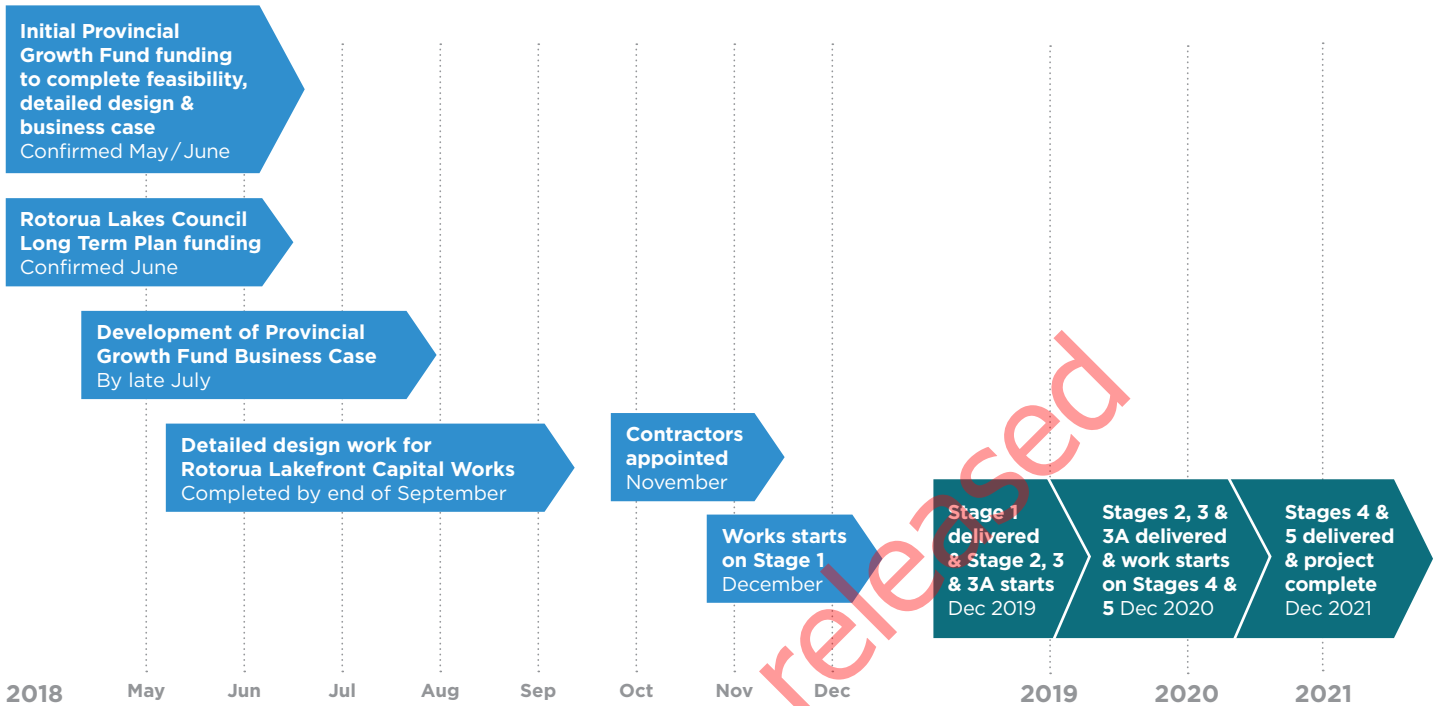 Initial Provincial
Growth Fund funding
to complete feasibility,
detailed design &
business case
Confirmed May/June
Rotorua Lakes Council
Long Term Plan funding
Confirmed June
Development of Provincial
Growth Fund Business Case
By late July
Detailed design work for
Rotorua Lakefront Capital Works
Completed by end of September
Contractors
appointed
November
Works starts
on Stage 1
December
Stage 1
delivered
& Stage 2, 3
& 3A starts
Dec 2019
Stages 2, 3 &
3A delivered
& work starts
on Stages 4 &
5 Dec 2020
Stages 4 &
5 delivered
& project
complete
Dec 2021
released
2018 May Jun Jul Aug Sep Oct Nov Dec 2019 2020 2021